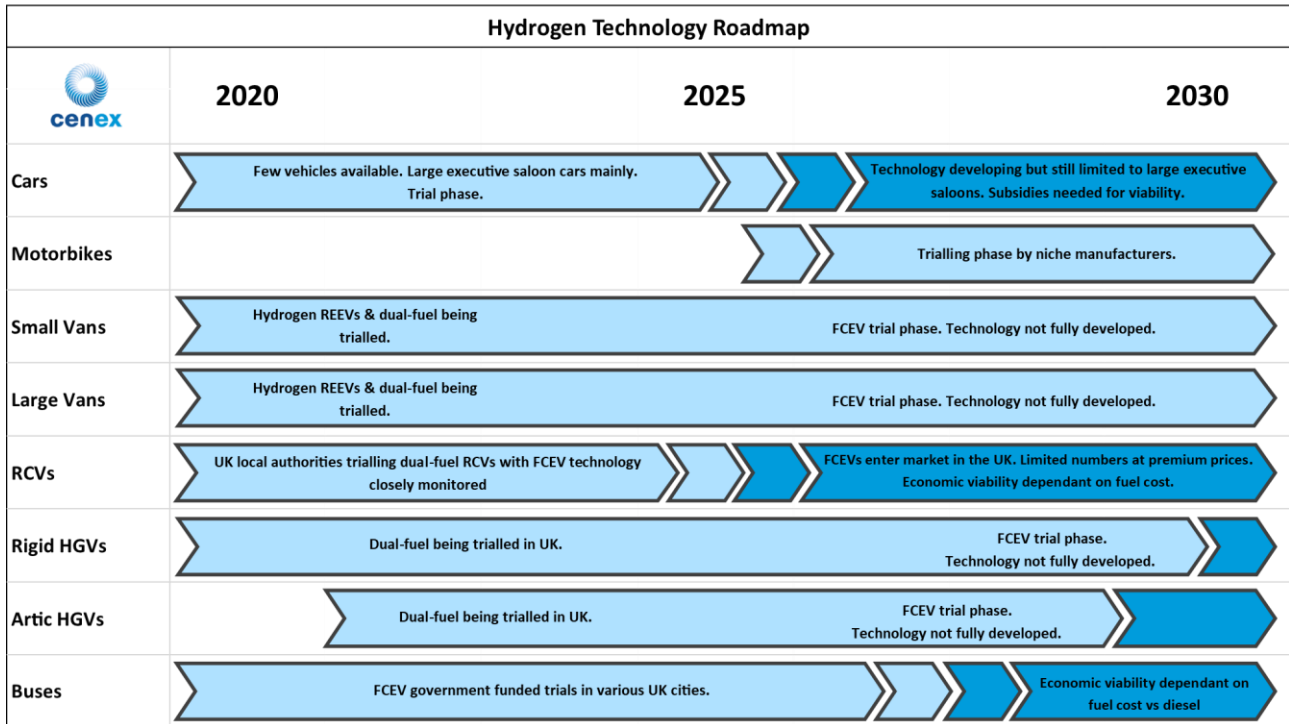 Hydrogen Technology Roadmap
cenex
2020 2025 2030
Cars
Few vehicles available. Large executive saloon cars mainly.
Trial phase.
Technology developing but still limited to large executive
saloons. Subsidies needed for viability.
Motorbikes
Trialling phase by niche manufacturers.
Small Vans
Hydrogen REEVs & dual-fuel being
trialled.
FCEV trial phase. Technology not fully developed.
Large Vans
Hydrogen REEVs & dual-fuel being
trialled.
FCEV trial phase. Technology not fully developed.
RCVs
UK local authorities trialling dual-fuel RCVs with FCEV technology
closely monitored
FCEVs enter market in the UK. Limited numbers at premium prices.
Economic viability dependant on fuel cost.
Rigid HGVs
Dual-fuel being trialled in UK.
FCEV trial phase.
Technology not fully developed.
Artic HGVs
Dual-fuel being trialled in UK.
FCEV trial phase.
Technology not fully developed.
Buses
FCEV government funded trials in various UK cities.
Economic viability dependant on
fuel cost vs diesel